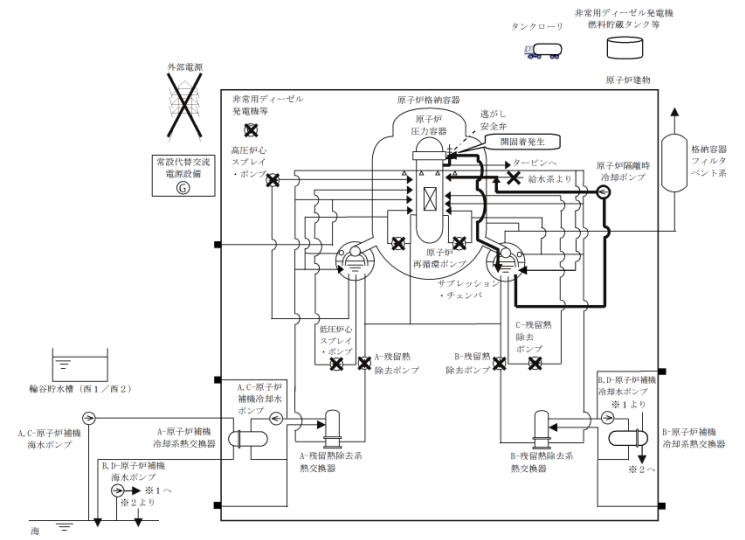 タンクローリ
非常用ディーゼル発電機
燃料貯蔵タンク等
外部電源
原子炉建物
非常用ディーゼル
発電機等
原子炉格納容器
原子炉
圧力容器
逃がし
安全弁
開固着発生
高圧炉心
スプレイ
・ポンプ
常設代替交流
電源設備
G
タービンへ
給水系より
原子炉隔離時
冷却ポンプ
格納容器
フィルタ
ベント系
原子炉
再循環ポンプ
サプレッション
・チェンバ
低圧炉心
スプレイ
・ポンプ
A-残留熱
除去ポンプ
B-残留熱
除去ポンプ
C-残留熱
除去
ポンプ
輪谷貯水槽(西1/西2)
A,C-原子炉
補機冷却水
ポンプ
B,D-原子炉補機
冷却水ポンプ
※1より
A,C-原子炉補機
海水ポンプ
A-原子炉補機
冷却系熱交換器
B-原子炉補機
冷却系熱交換器
A-残留熱除去系
熱交換器
B-残留熱除去系
熱交換器
※2へ
B,D-原子炉補機
海水ポンプ
※1へ
※2より
海